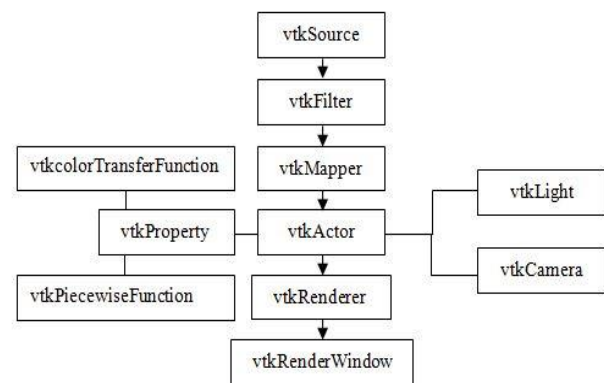 vtkSource
vtkFilter
vtkcolorTransferFunction
vtkMapper
vtkLight
vtkProperty
vtkActor
vtkCamera
vtkPiecewiseFunction
vtkRenderer
vtkRenderWindow